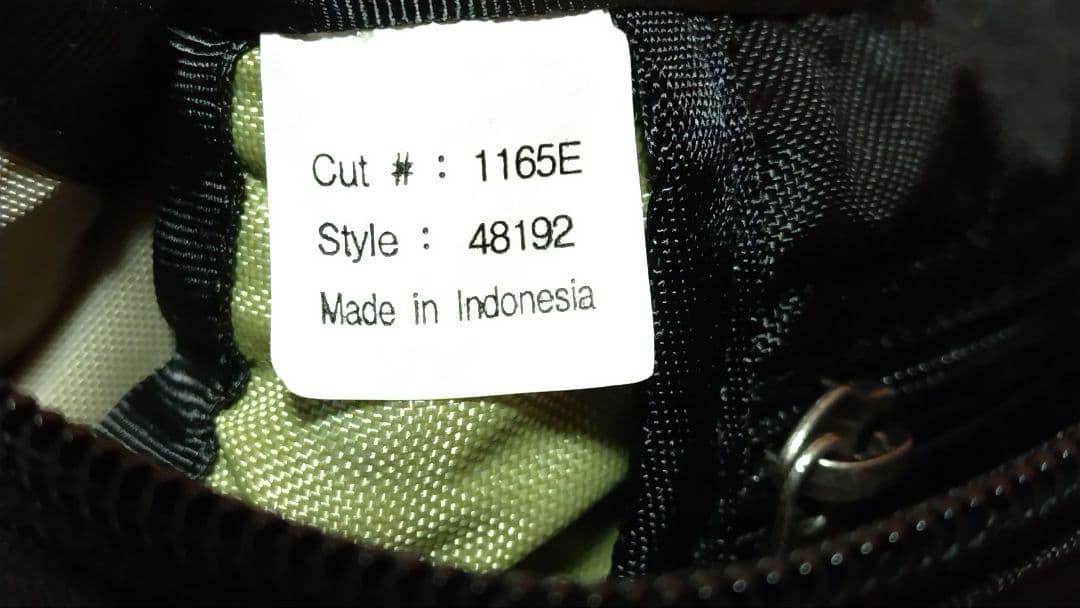 Cut # : 1165E
Style : 48192
Made in Indonesia